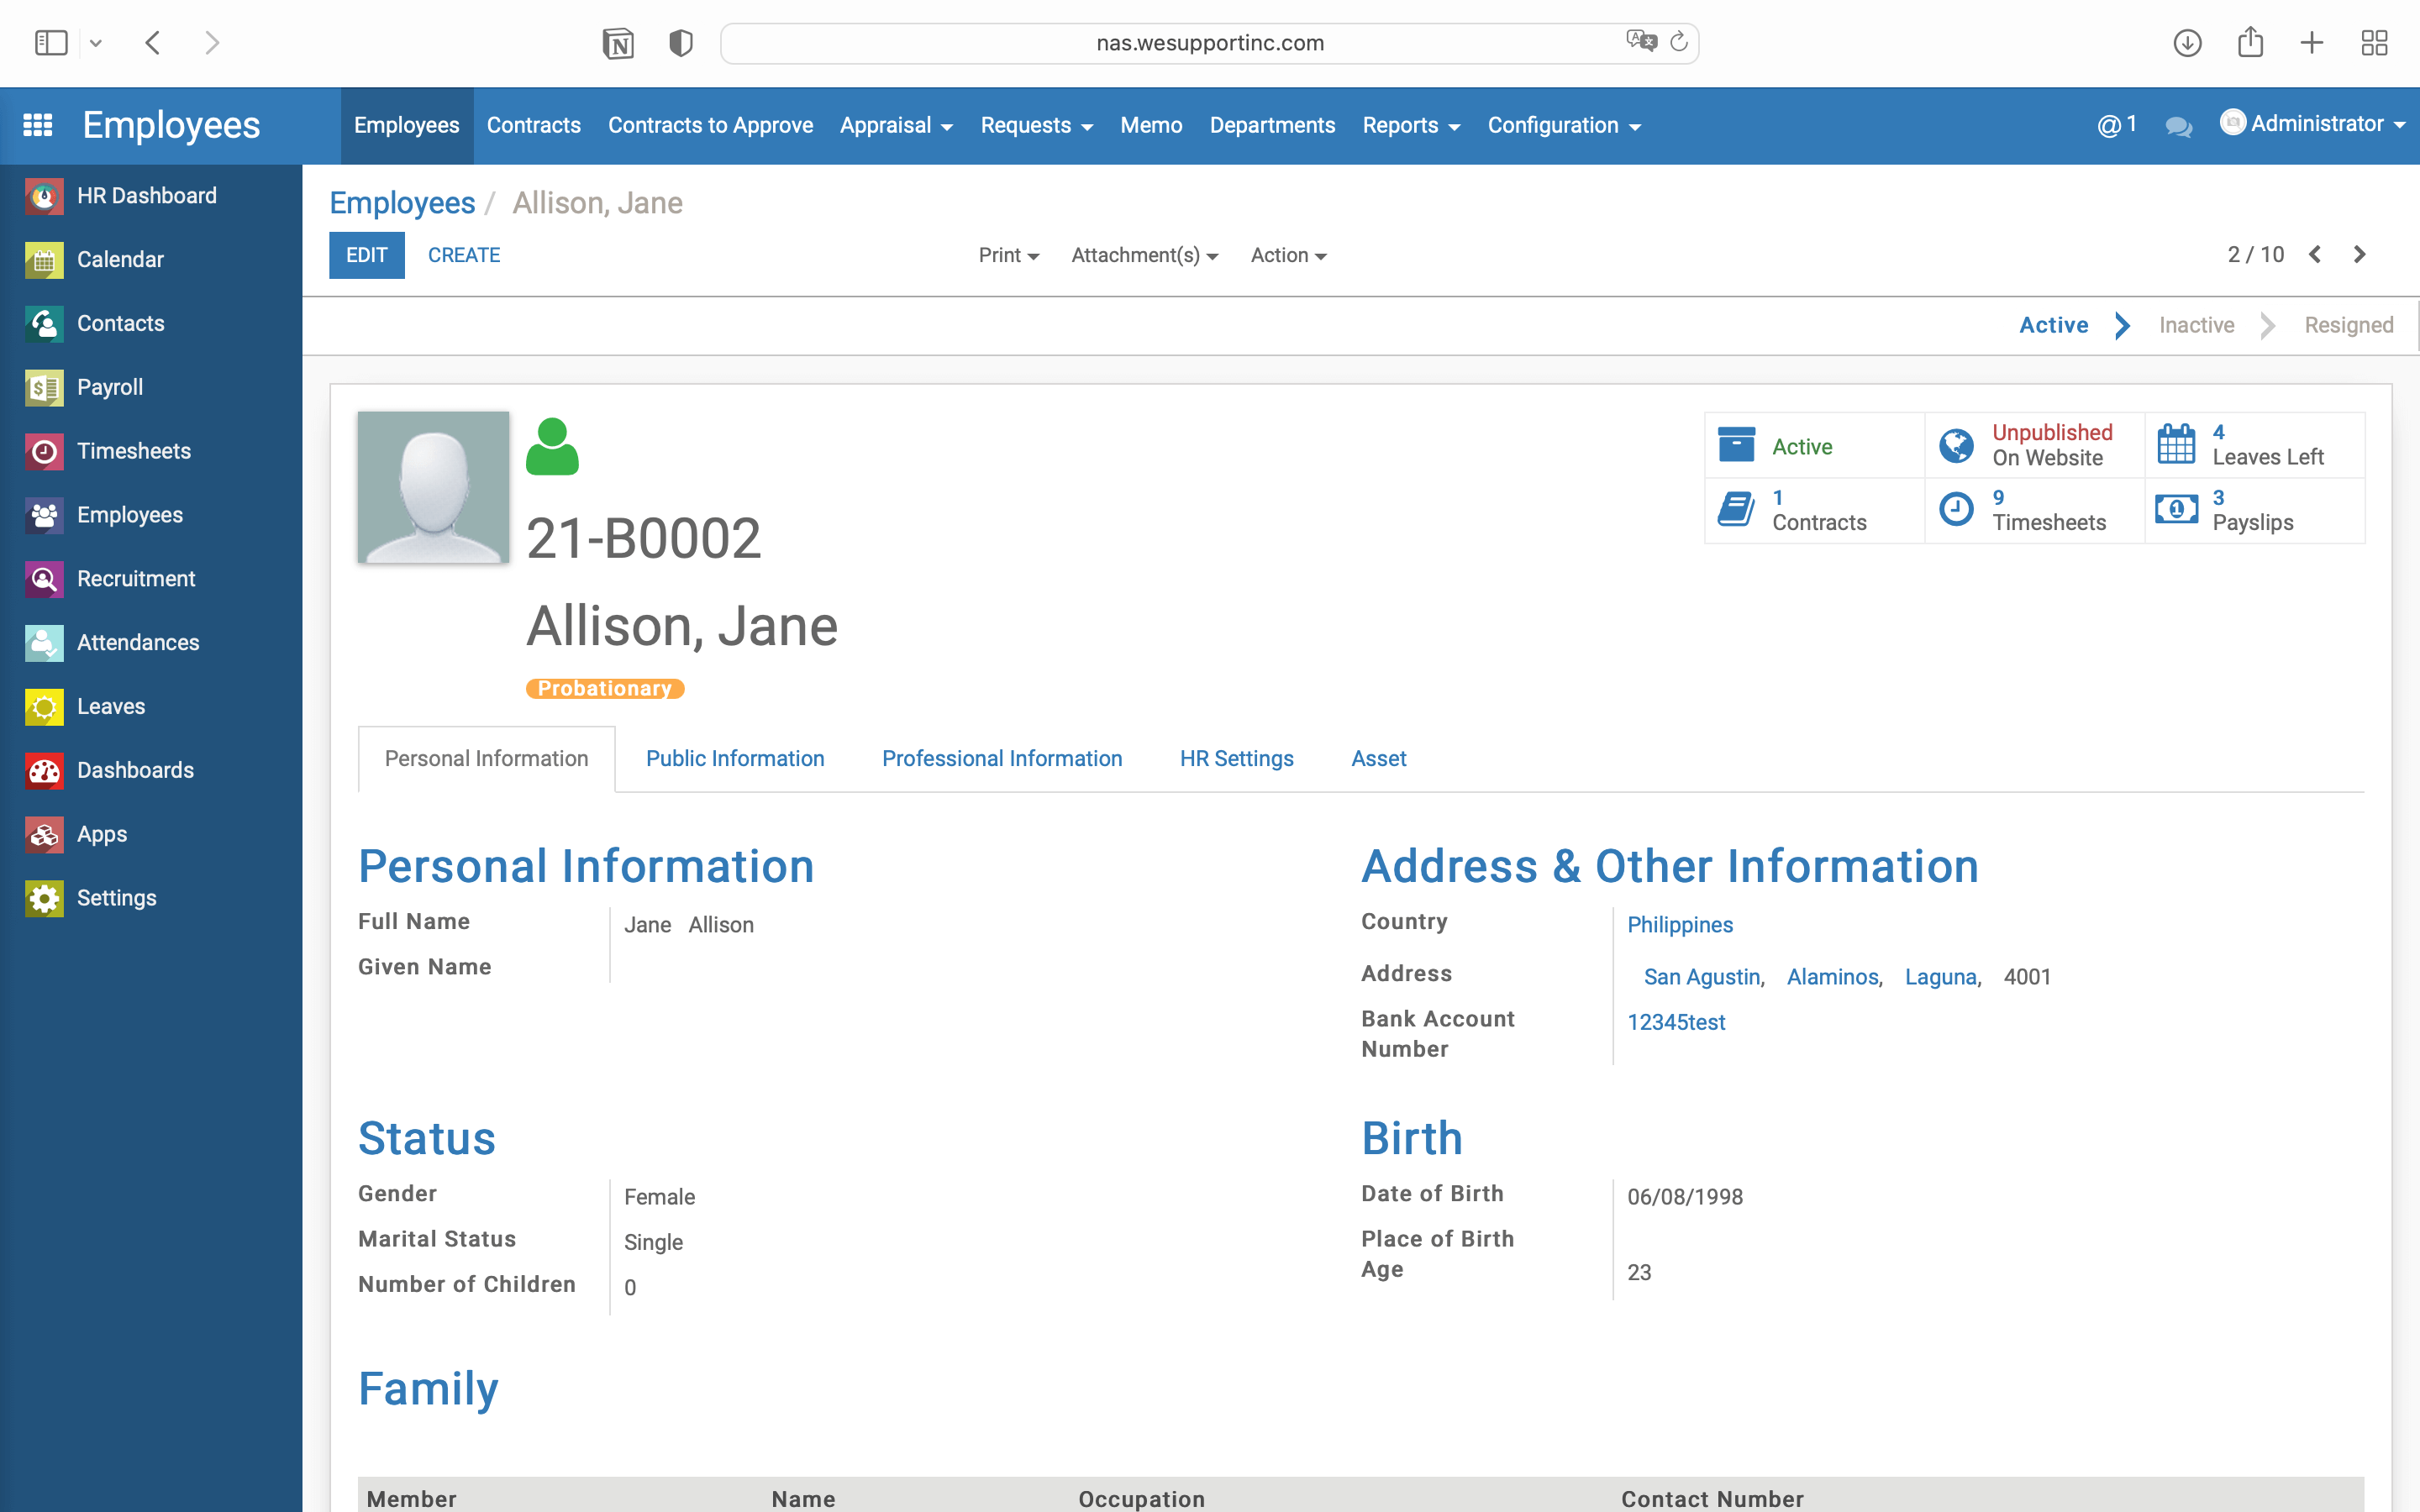 nas.wesupportinc.com
Employees
Employees Contracts Contracts to Approve Appraisal Requests Memo Departments Reports Configuration
@ 1 Administrator
HR Dashboard
Calendar
Contacts
Payroll
Timesheets
Employees
Recruitment
Attendances
Leaves
Dashboards
Apps
Settings
Employees / Allison, Jane
EDIT CREATE Print Attachment(s) Action 2 / 10
Active Inactive Resigned
Active
Unpublished
On Website
4
Leaves Left
1
Contracts
9
Timesheets
3
Payslips
21-B0002
Allison, Jane
Probationary
Personal Information Public Information Professional Information HR Settings Asset
Personal Information
Full Name Jane Allison
Given Name
Address & Other Information
Country Philippines
Address San Agustin, Alaminos, Laguna, 4001
Bank Account
Number
12345test
Status
Gender Female
Marital Status Single
Number of Children 0
Birth
Date of Birth 06/08/1998
Place of Birth
Age 23
Family
Member Name Occupation Contact Number